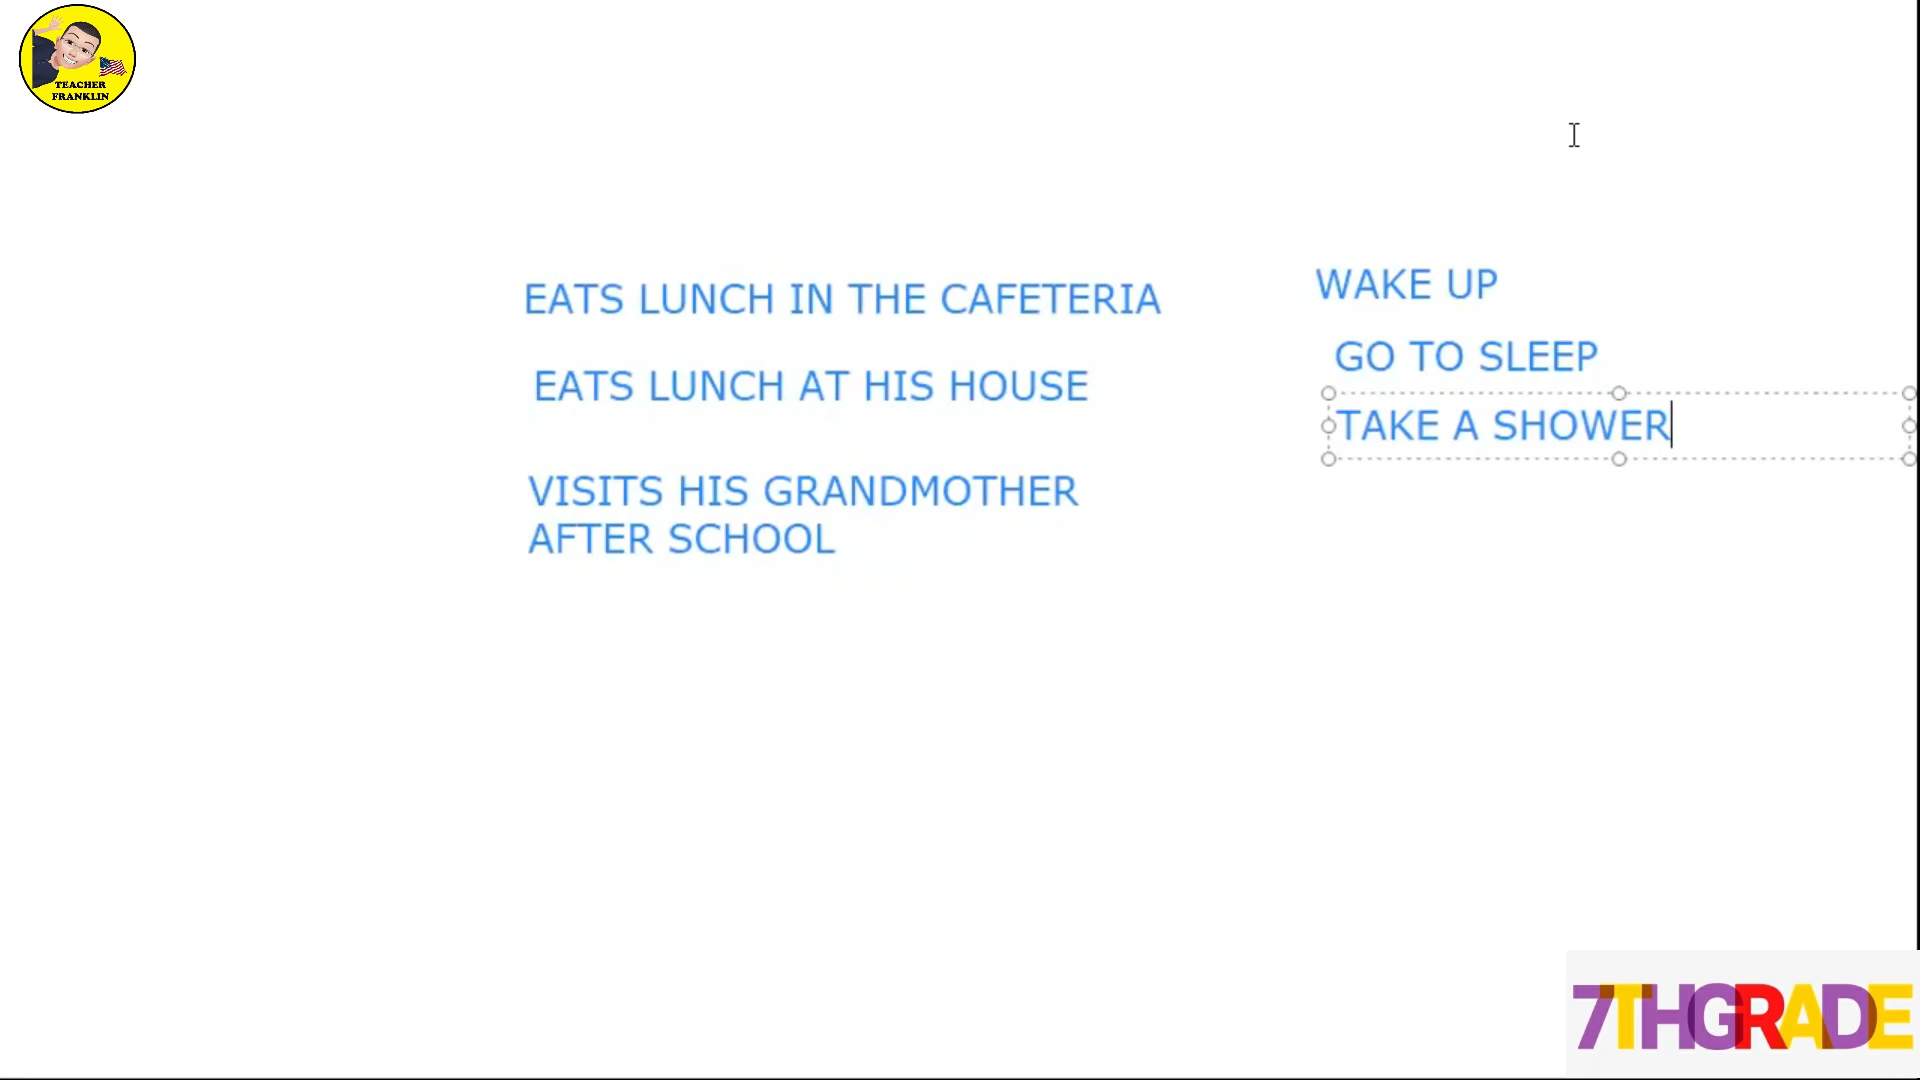 TEACHER
FRANKLIN
EATS LUNCH IN THE CAFETERIA
EATS LUNCH AT HIS HOUSE
VISITS HIS GRANDMOTHER
AFTER SCHOOL
WAKE UP
GO TO SLEEP
TAKE A SHOWER
7THGRADE